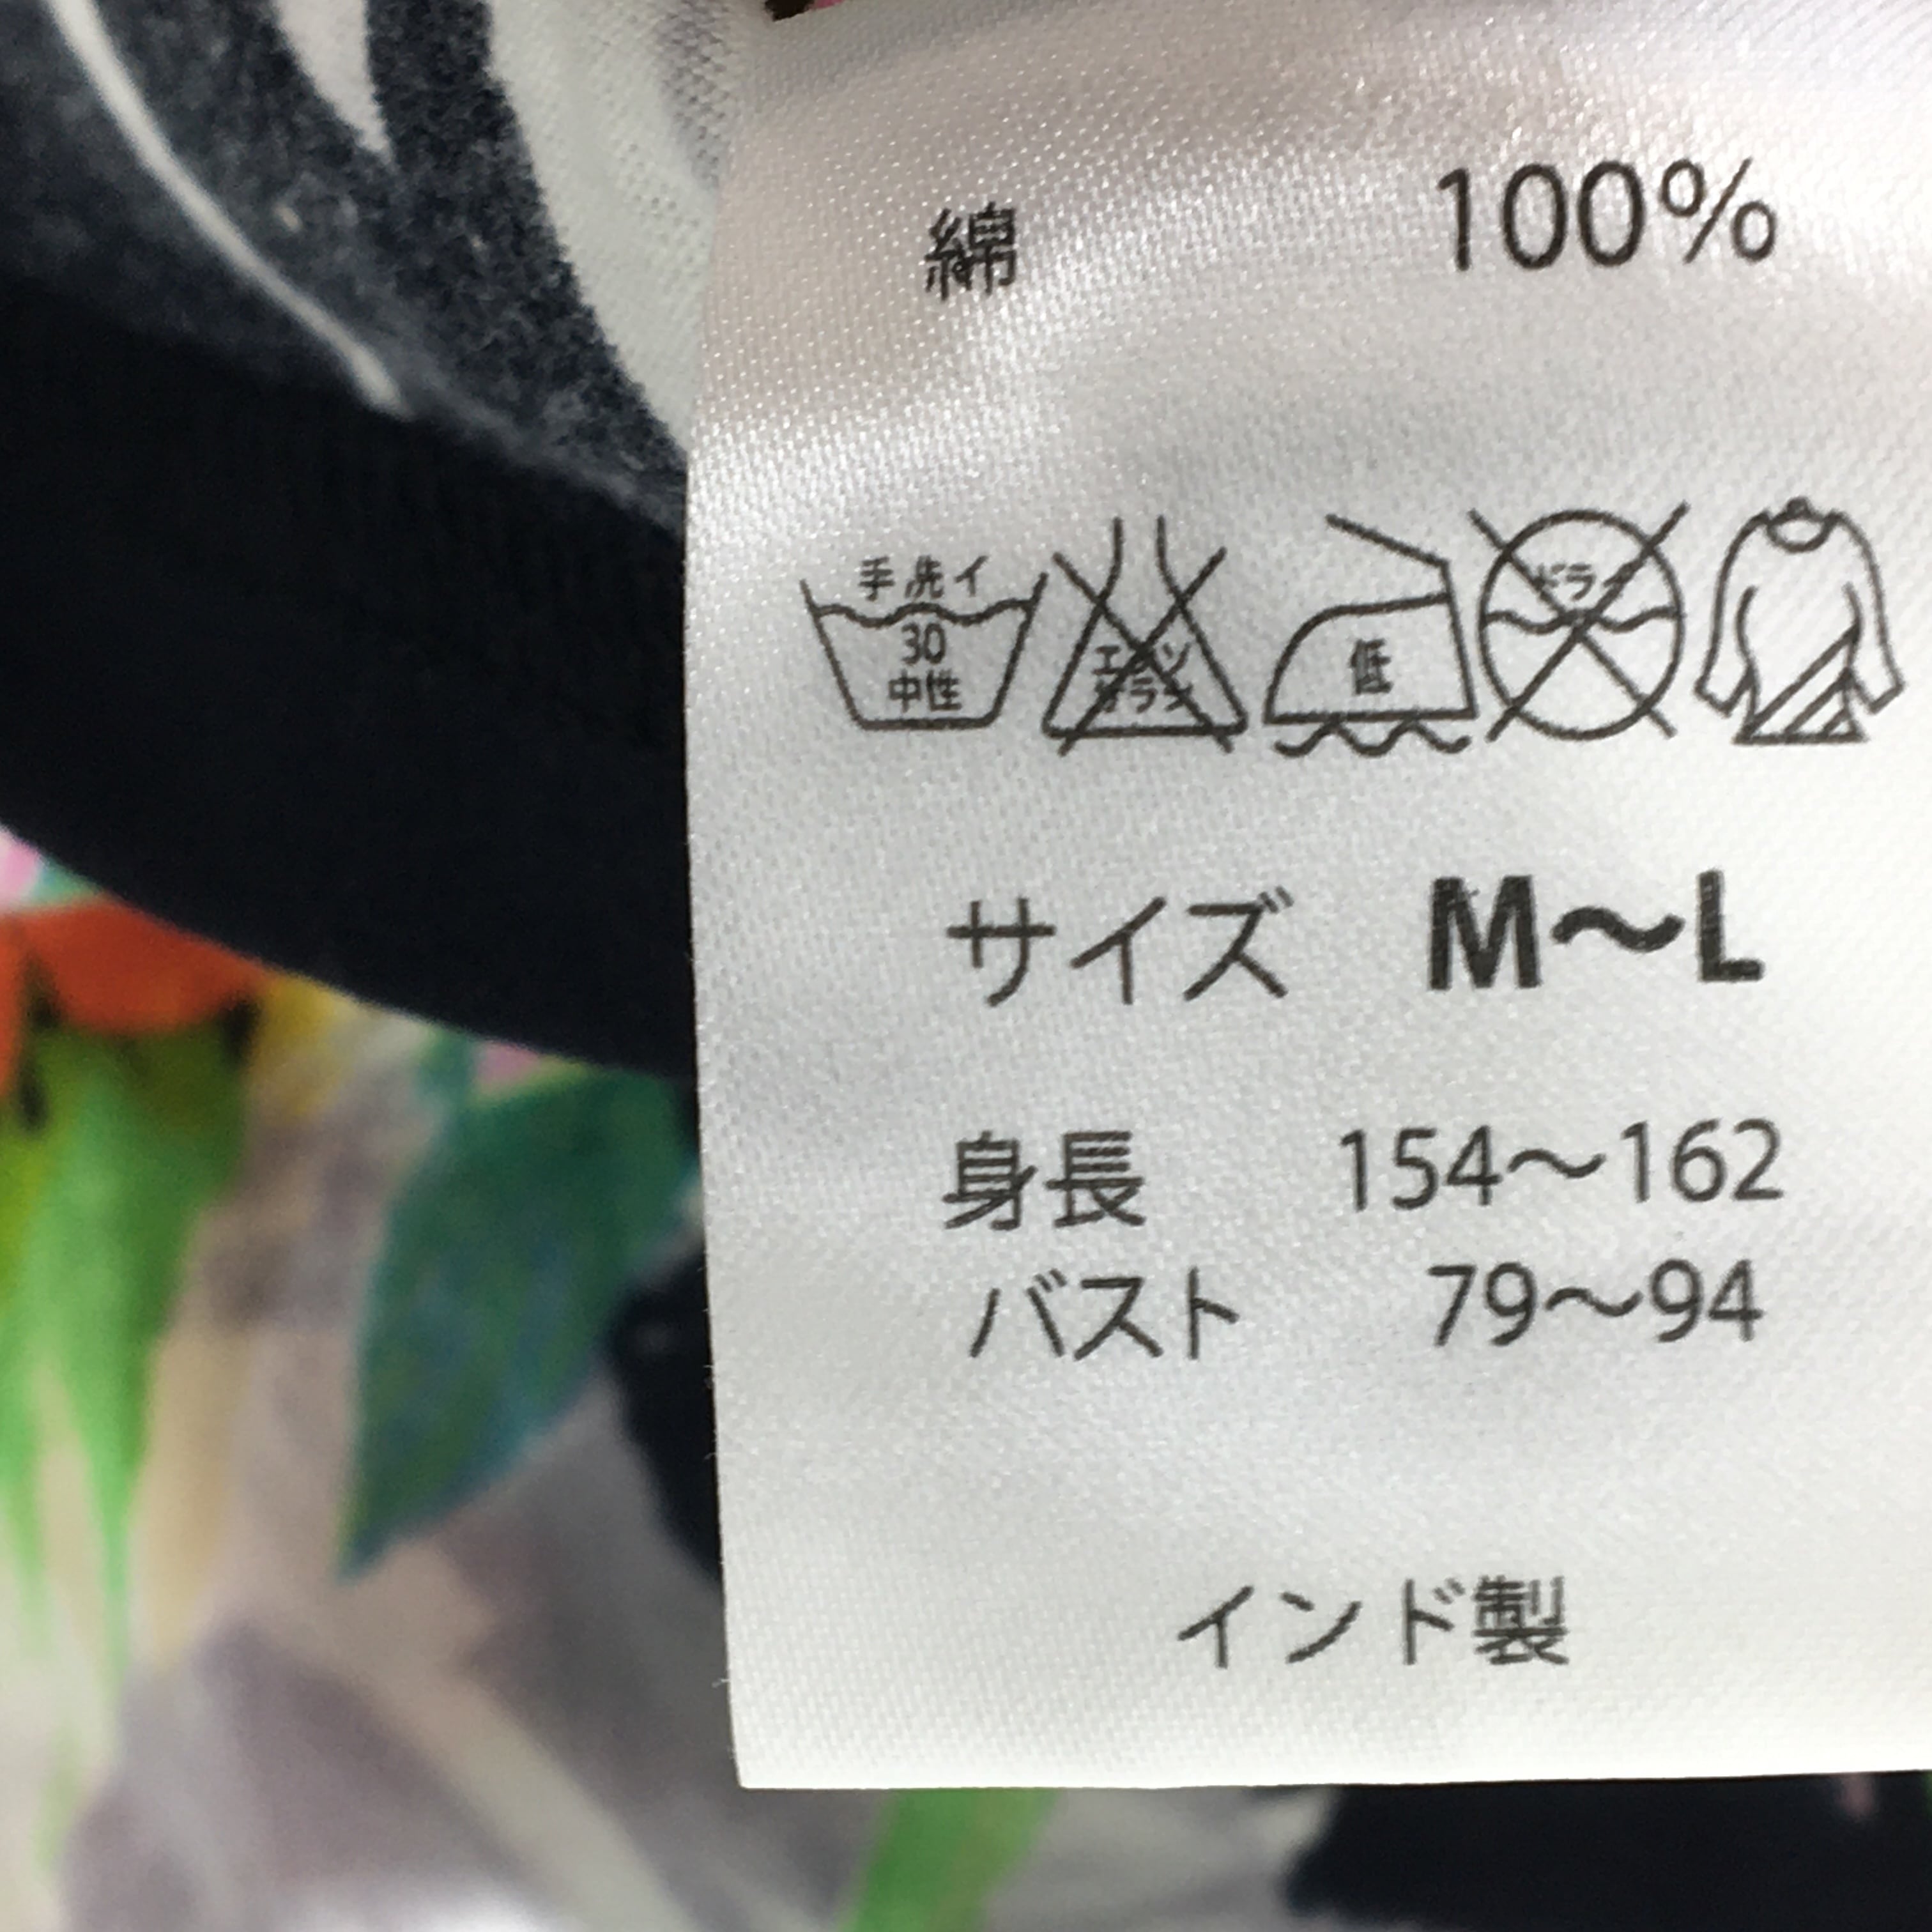 綿 100%
手洗イ
30
中性
エンソ
サラシ
低
ドライ
サイズ M～L
身長 154～162
バスト 79～94
インド製